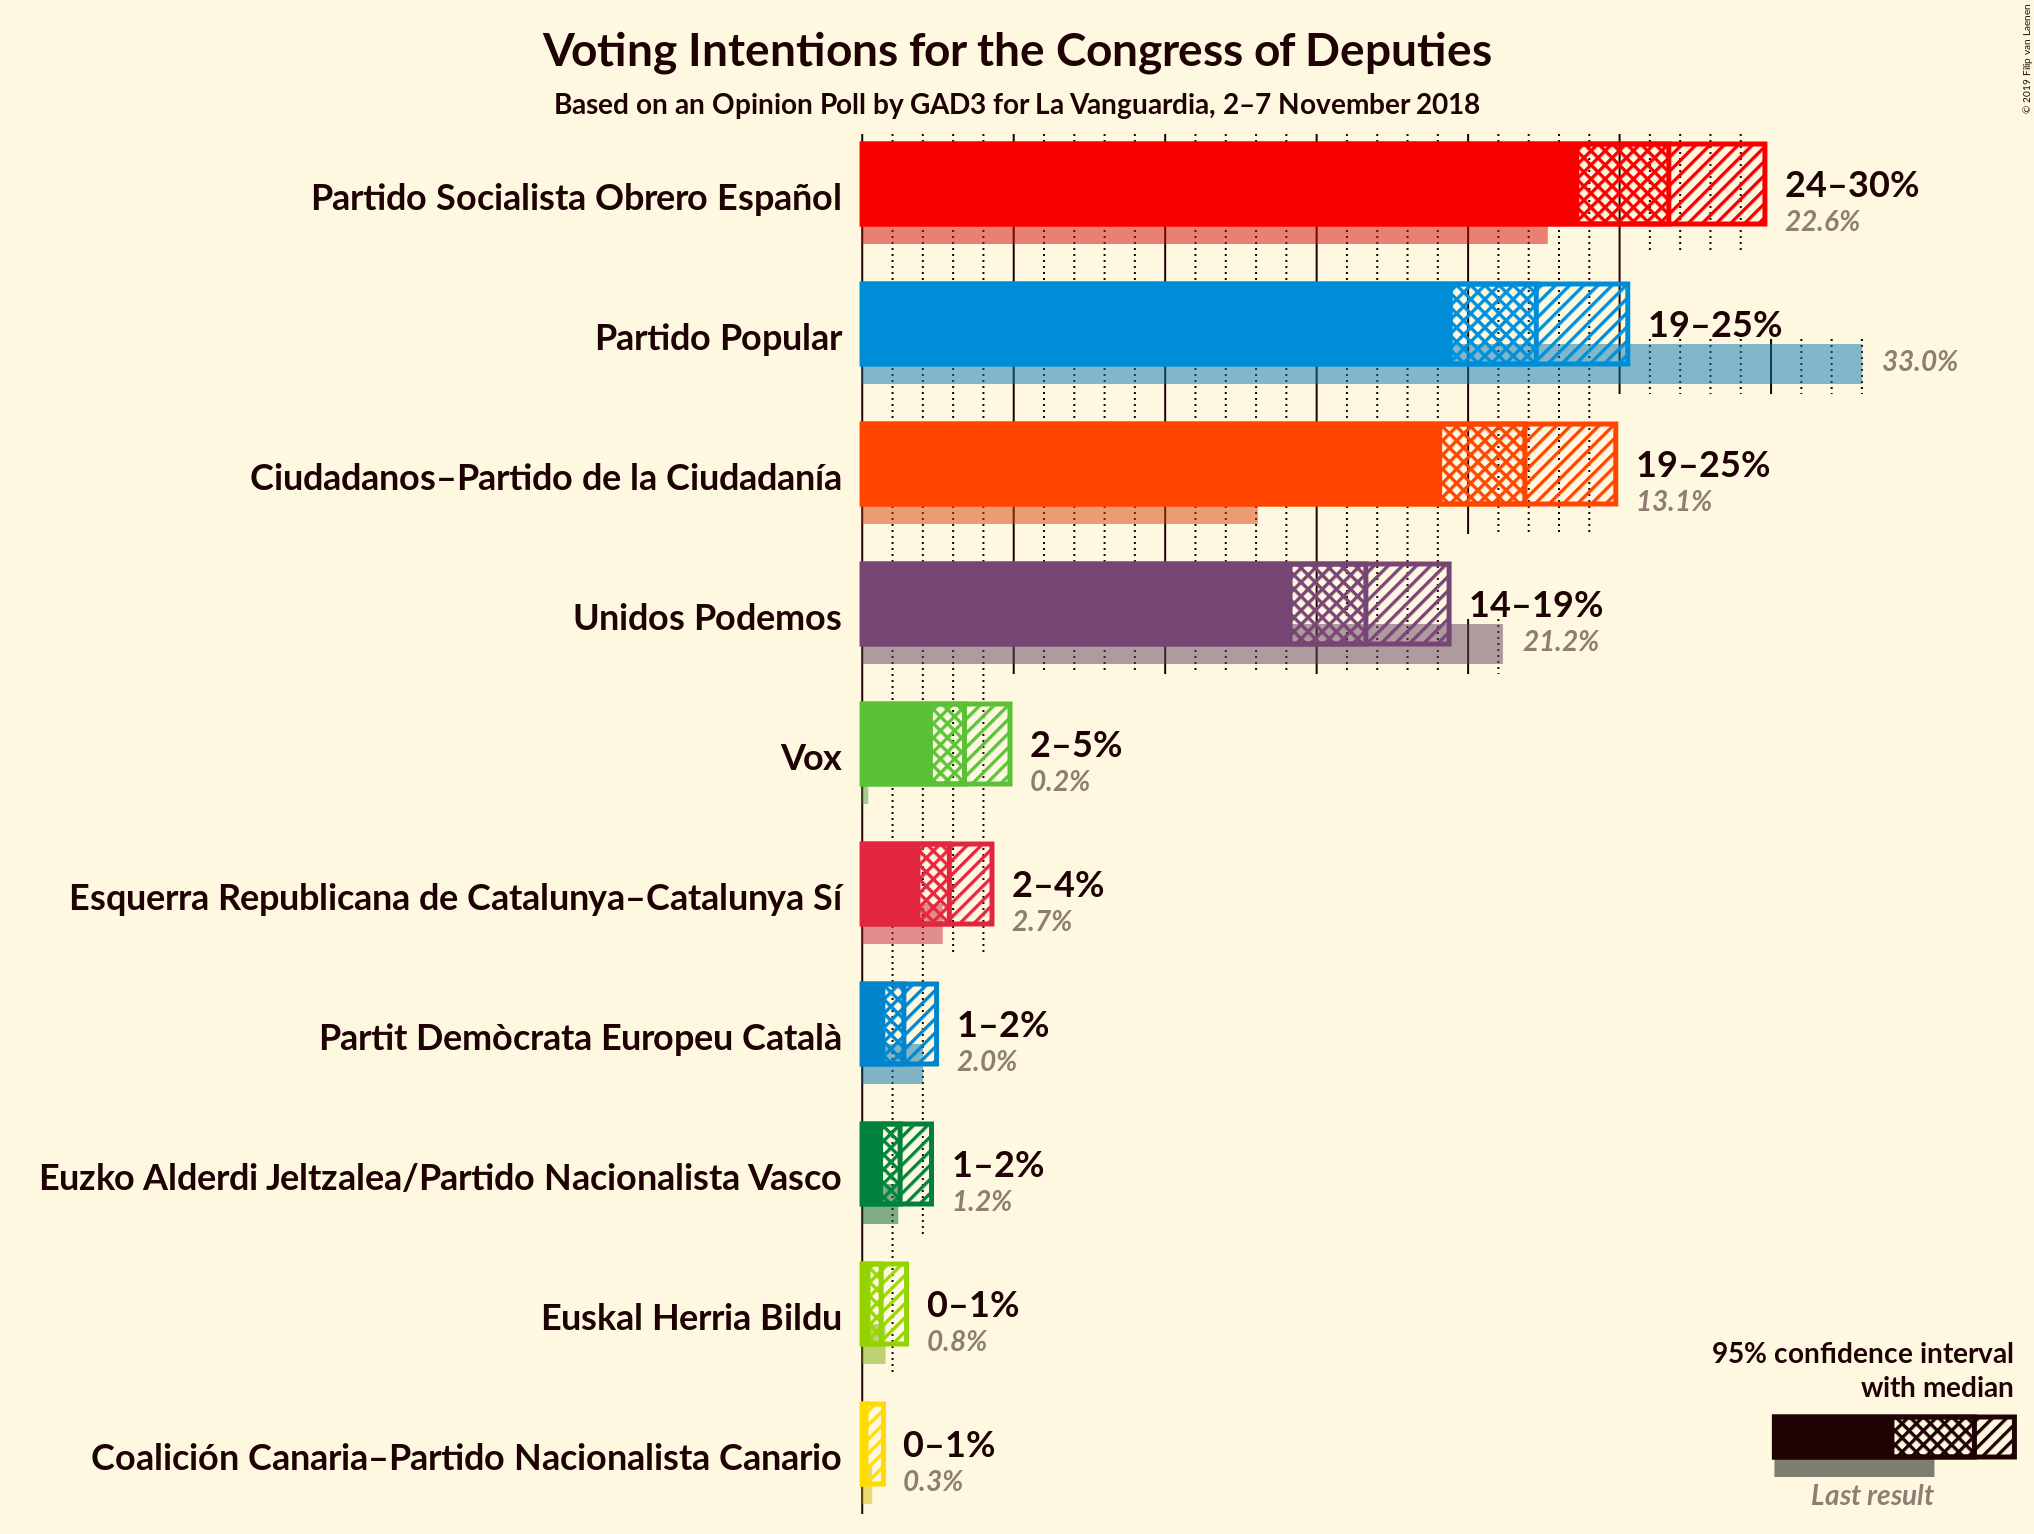 Voting Intentions for the Congress of Deputies
Based on an Opinion Poll by GAD3 for La Vanguardia, 2–7 November 2018
© 2019 Filip van Laenen
Partido Socialista Obrero Español
24–30%
22.6%
Partido Popular
19–25%
33.0%
Ciudadanos–Partido de la Ciudadanía
19–25%
13.1%
Unidos Podemos
14–19%
21.2%
Vox
2–5%
0.2%
Esquerra Republicana de Catalunya–Catalunya Sí
2–4%
2.7%
Partit Demòcrata Europeu Català
1–2%
2.0%
Euzko Alderdi Jeltzalea/Partido Nacionalista Vasco
1–2%
1.2%
Euskal Herria Bildu
0–1%
0.8%
Coalición Canaria–Partido Nacionalista Canario
0–1%
0.3%
95% confidence interval
with median
Last result